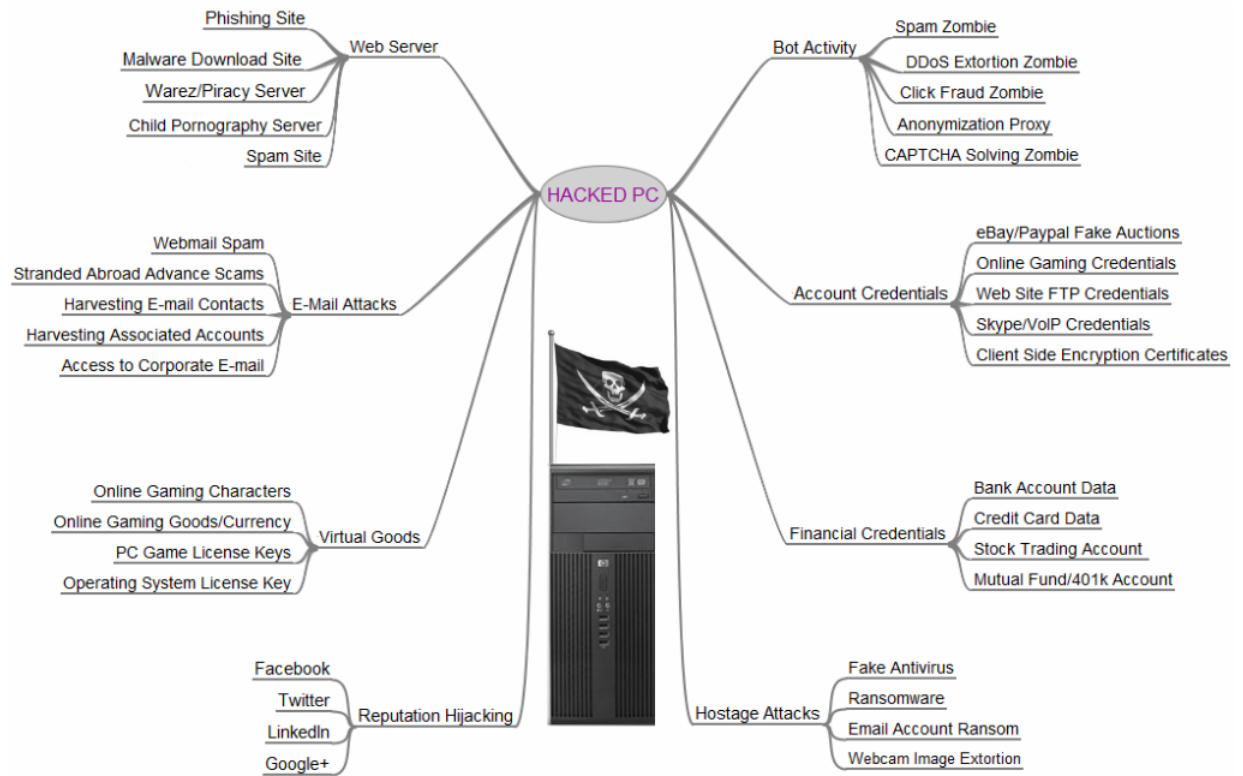 Phishing Site
Malware Download Site
Warez/Piracy Server
Child Pornography Server
Spam Site
Web Server
Webmail Spam
Stranded Abroad Advance Scams
Harvesting E-mail Contacts
Harvesting Associated Accounts
Access to Corporate E-mail
E-Mail Attacks
Online Gaming Characters
Online Gaming Goods/Currency
PC Game License Keys
Operating System License Key
Virtual Goods
Facebook
Twitter
LinkedIn
Google+
Reputation Hijacking
HACKED PC
Bot Activity
Spam Zombie
DDoS Extortion Zombie
Click Fraud Zombie
Anonymization Proxy
CAPTCHA Solving Zombie
Account Credentials
eBay/Paypal Fake Auctions
Online Gaming Credentials
Web Site FTP Credentials
Skype/VoIP Credentials
Client Side Encryption Certificates
Financial Credentials
Bank Account Data
Credit Card Data
Stock Trading Account
Mutual Fund/401k Account
Hostage Attacks
Fake Antivirus
Ransomware
Email Account Ransom
Webcam Image Extortion
hp